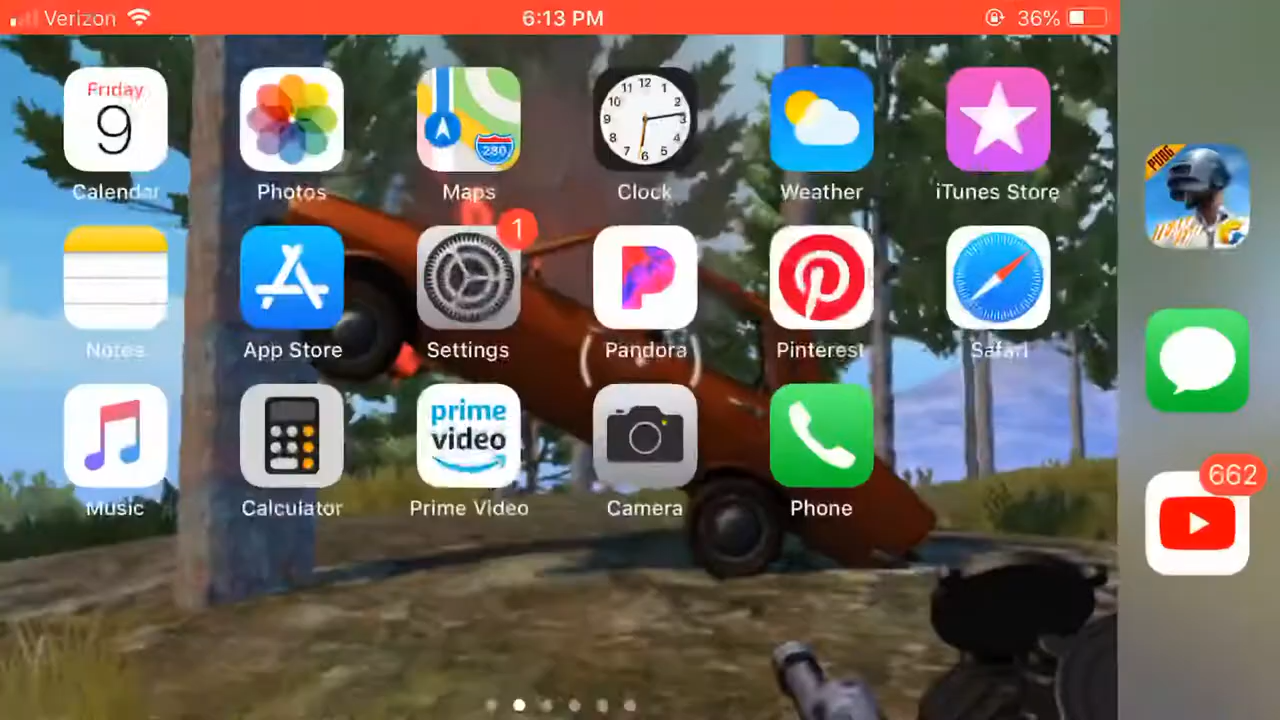 Verizon 6:13 PM 36%
Friday
9
280
Calendar Photos Maps Clock Weather iTunes Store
1
Notes App Store Settings Pandora Pinterest Safari
prime
video
Music Calculator Prime Video Camera Phone
PUBG
662